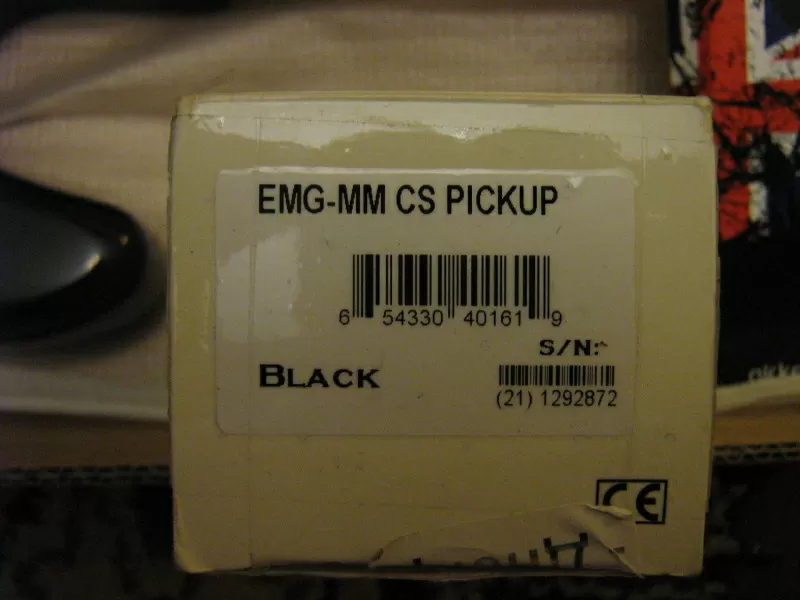 EMG-MM CS PICKUP
6 54330 40161 9
S/N:
BLACK
(21) 1292872
CE